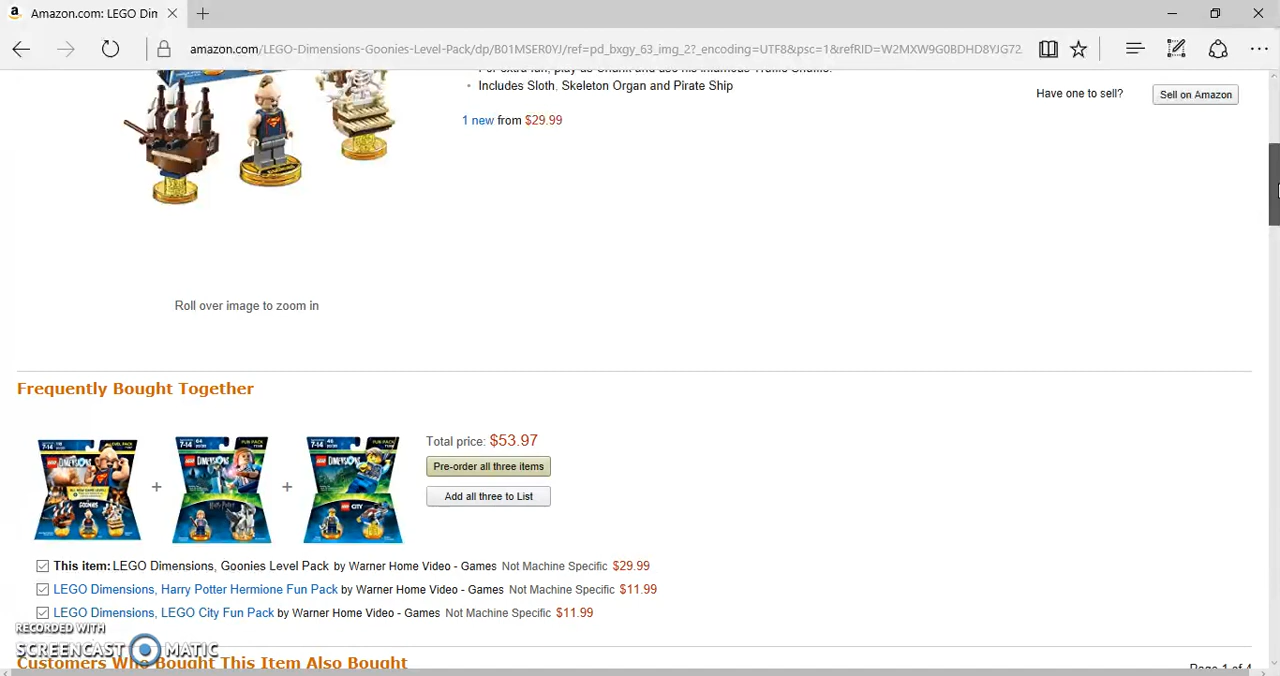 Amazon.com: LEGO Din
amazon.com/LEGO-Dimensions-Goonies-Level-Pack/dp/B01MSER0YJ/ref=pd_bxgy_63_img_2?_encoding=UTF8&psc=1&refRID=W2MXW9G0BDHD8YJG72
For extra fun, play as Chunk and use his infamous Truffle Shuffle.
Includes Sloth, Skeleton Organ and Pirate Ship
Have one to sell?
Sell on Amazon
1 new from $29.99
Roll over image to zoom in
Frequently Bought Together
Total price: $53.97
Pre-order all three items
Add all three to List
This item: LEGO Dimensions, Goonies Level Pack by Warner Home Video - Games Not Machine Specific $29.99
LEGO Dimensions, Harry Potter Hermione Fun Pack by Warner Home Video - Games Not Machine Specific $11.99
LEGO Dimensions, LEGO City Fun Pack by Warner Home Video - Games Not Machine Specific $11.99
RECORDED WITH
SCREENCAST MATIC
Customers Who Bought This Item Also Bought
Page 1 of 4